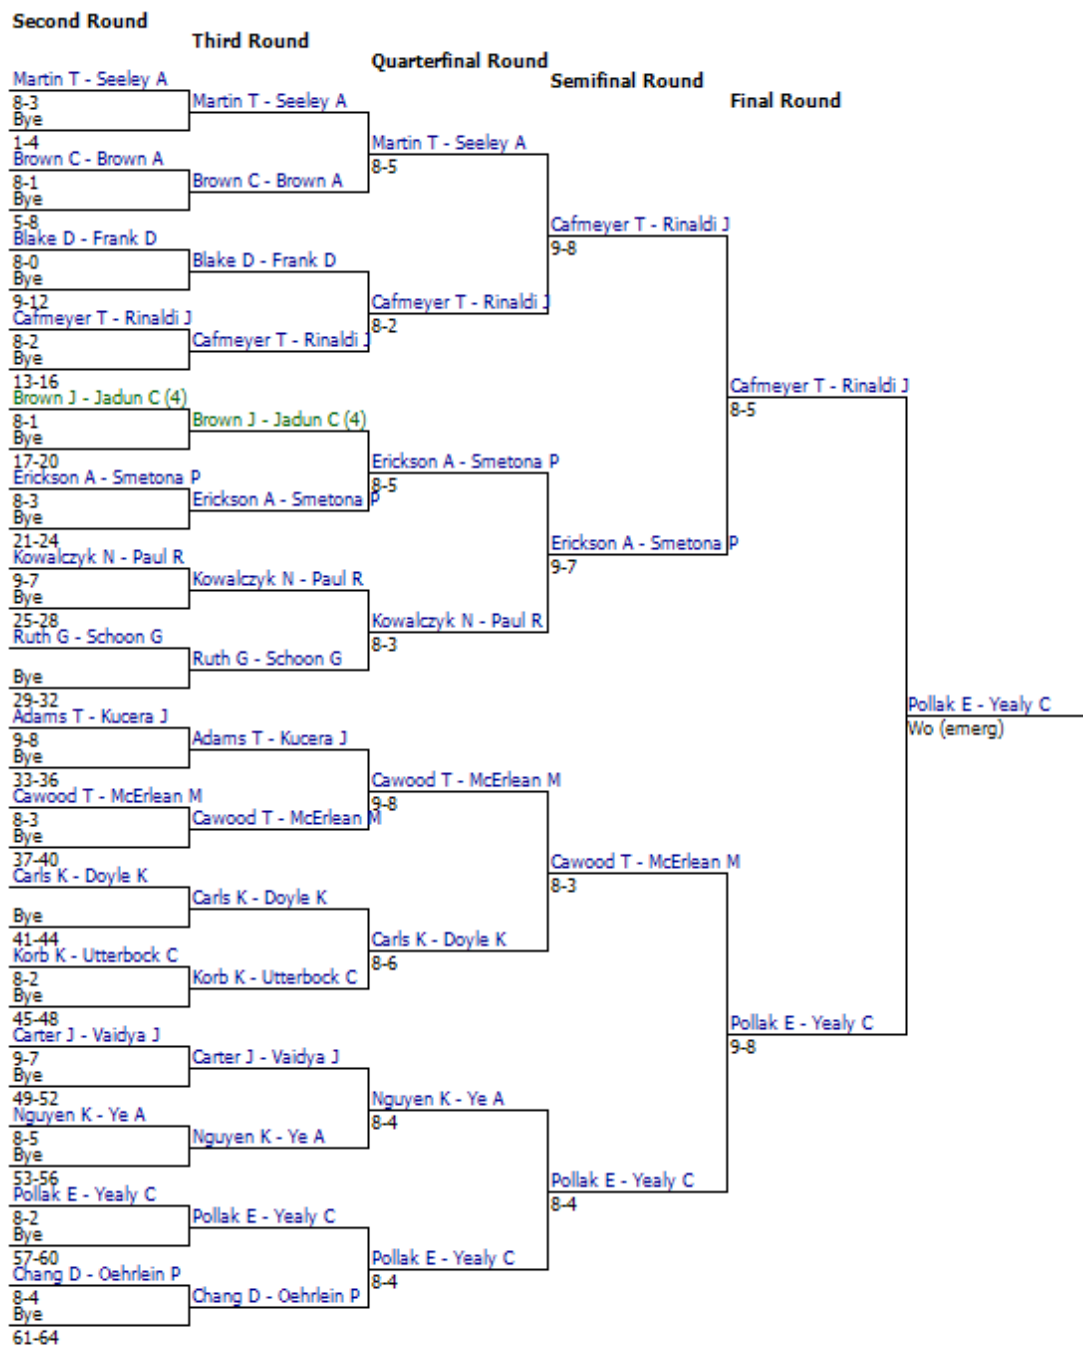 Second Round
Third Round
Quarterfinal Round
Semifinal Round
Final Round
Martin T - Seeley A
8-3
Bye
1-4
Brown C - Brown A
8-1
Bye
5-8
Blake D - Frank D
8-0
Bye
9-12
Cafmeyer T - Rinaldi J
8-2
Bye
13-16
Brown J - Jadun C (4)
8-1
Bye
17-20
Erickson A - Smetona P
8-3
Bye
21-24
Kowalczyk N - Paul R
9-7
Bye
25-28
Ruth G - Schoon G
Bye
29-32
Adams T - Kucera J
9-8
Bye
33-36
Cawood T - McErlean M
8-3
Bye
37-40
Carls K - Doyle K
Bye
41-44
Korb K - Utterbock C
8-2
Bye
45-48
Carter J - Vaidya J
9-7
Bye
49-52
Nguyen K - Ye A
8-5
Bye
53-56
Pollak E - Yealy C
8-2
Bye
57-60
Chang D - Oehrlein P
8-4
Bye
61-64
Martin T - Seeley A
Brown C - Brown A
Blake D - Frank D
Cafmeyer T - Rinaldi J
Brown J - Jadun C (4)
Erickson A - Smetona P
Kowalczyk N - Paul R
Ruth G - Schoon G
Adams T - Kucera J
Cawood T - McErlean M
Carls K - Doyle K
Korb K - Utterbock C
Carter J - Vaidya J
Nguyen K - Ye A
Pollak E - Yealy C
Chang D - Oehrlein P
Martin T - Seeley A
8-5
Cafmeyer T - Rinaldi J
8-2
Erickson A - Smetona P
8-5
Kowalczyk N - Paul R
8-3
Cawood T - McErlean M
9-8
Carls K - Doyle K
8-6
Nguyen K - Ye A
8-4
Pollak E - Yealy C
8-4
Cafmeyer T - Rinaldi J
9-8
Erickson A - Smetona P
9-7
Cawood T - McErlean M
8-3
Pollak E - Yealy C
8-4
Cafmeyer T - Rinaldi J
8-5
Pollak E - Yealy C
9-8
Pollak E - Yealy C
Wo (emerg)